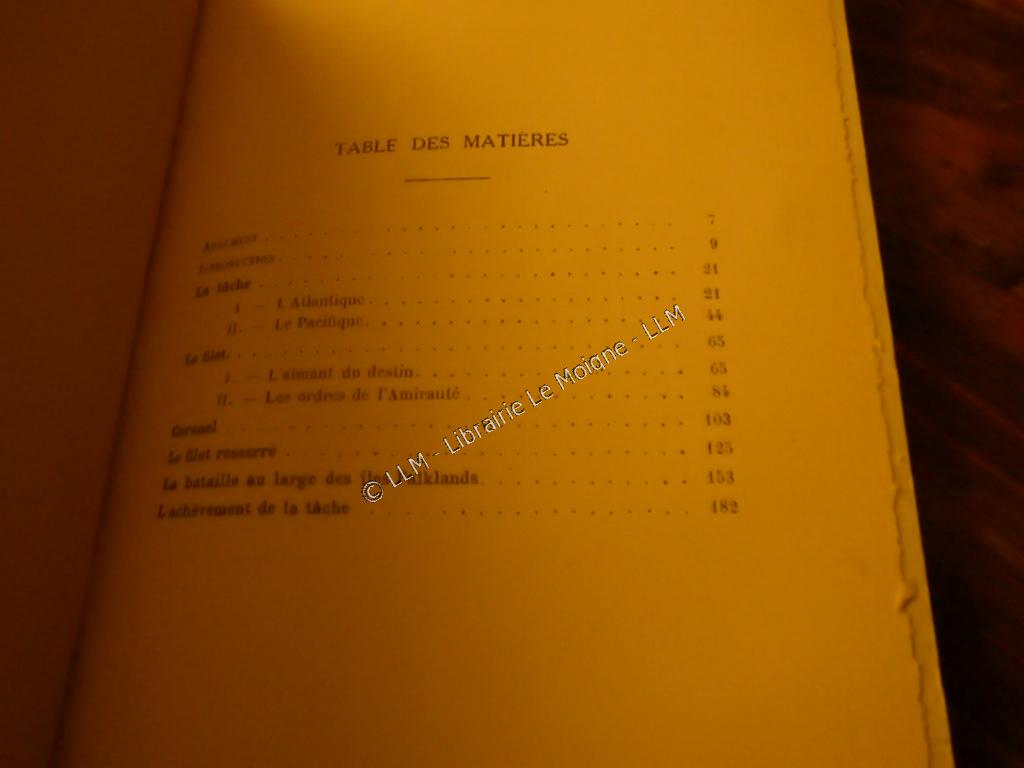 TABLE DES MATIÈRES
ARGUMENT . . . . . . . . . . . . . . . . . . . 7
INTRODUCTION. . . . . . . . . . . . . . . . . . . 9
La tâche . . . . . . . . . . . . . . . . . . . 21
I. — L'Atlantique. . . . . . . . . . . . . . . 21
II. — Le Pacifique. . . . . . . . . . . . . . . 44
Le filet. . . . . . . . . . . . . . . . . . . . 65
I. — L'aimant du destin. . . . . . . . . . . . . 65
II. — Les ordres de l'Amirauté . . . . . . . . . . 84
Coronel . . . . . . . . . . . . . . . . . . . 103
Le filet resserré . . . . . . . . . . . . . . . . 125
La bataille au large des Falklands. . . . . . . . . . 153
L'achèvement de la tâche . . . . . . . . . . . . . 182
© LLM - Librairie Le Moigne - LLM